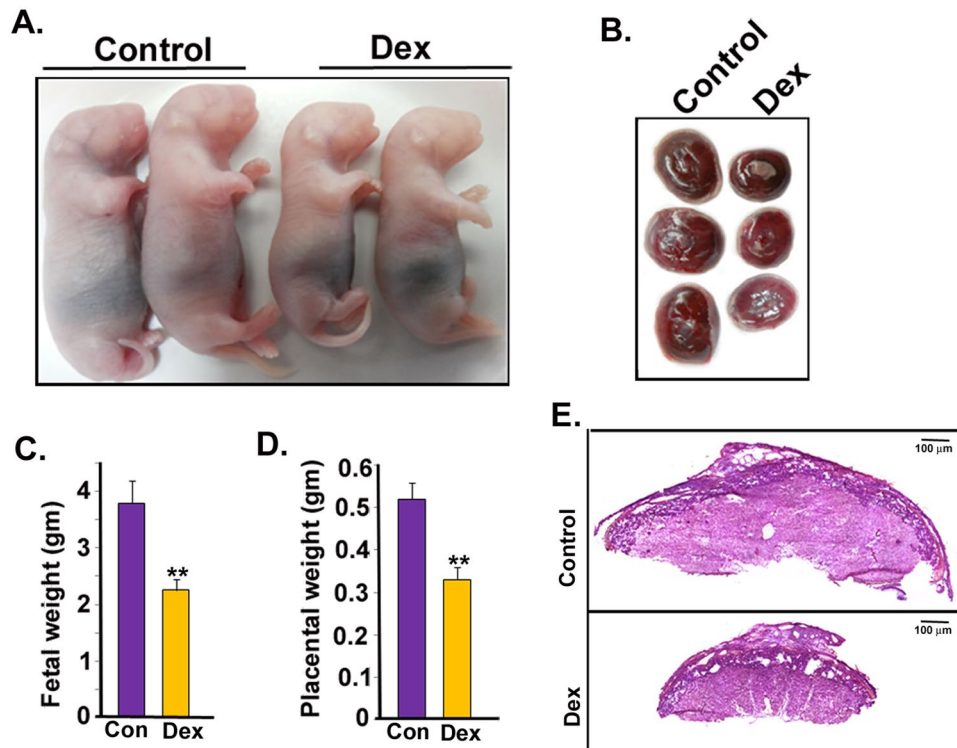 A.
Control Dex
B.
Control
Dex
C.
Fetal weight (gm)
4
3
2
1
0
**
Con Dex
D.
Placental weight (gm)
0.6
0.5
0.4
0.3
0.2
0.1
0
**
Con Dex
E.
Control
100 μm
Dex
100 μm